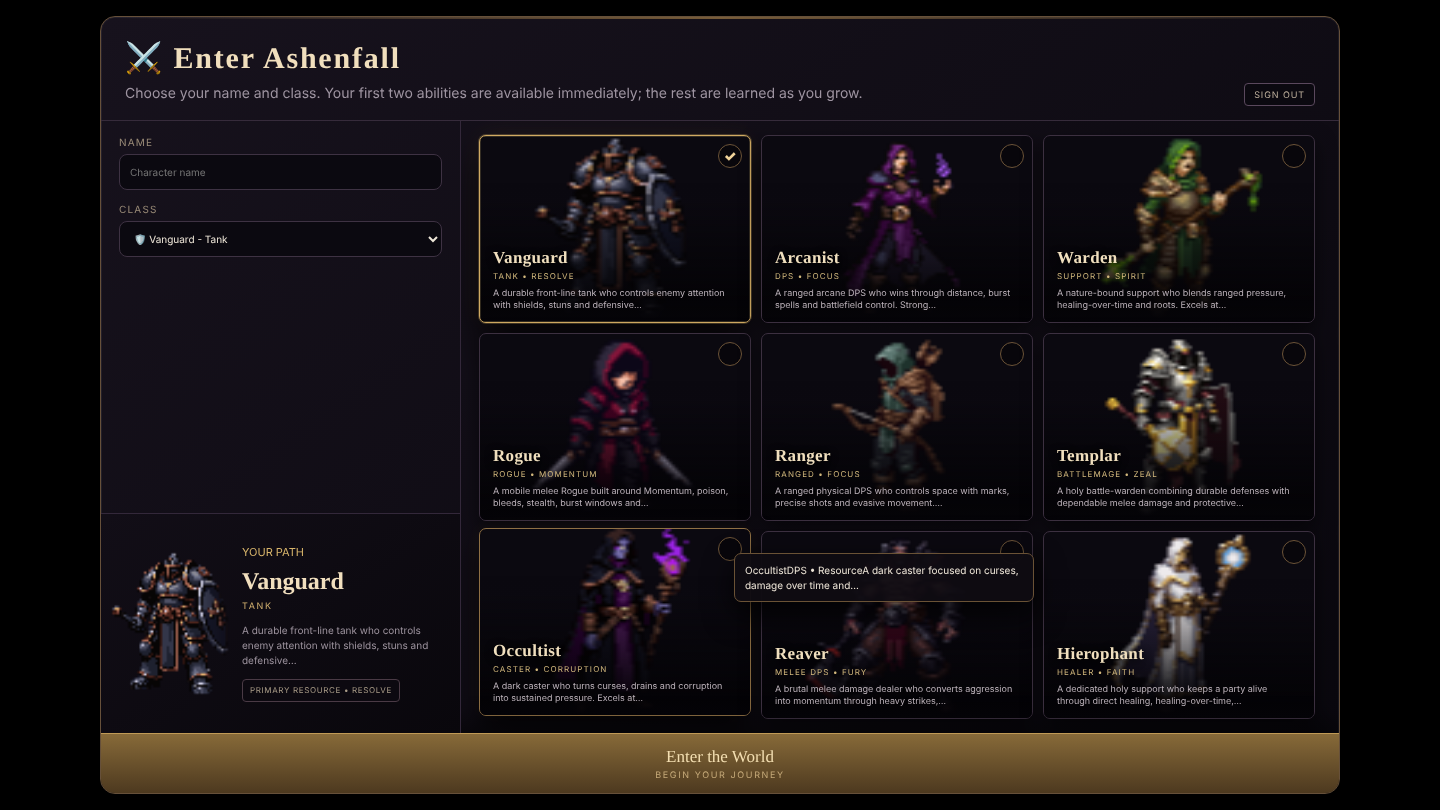 Enter Ashenfall
Choose your name and class. Your first two abilities are available immediately; the rest are learned as you grow.
SIGN OUT
NAME
Character name
CLASS
Vanguard - Tank
Vanguard
TANK • RESOLVE
A durable front-line tank who controls enemy attention
with shields, stuns and defensive...
Arcanist
DPS • FOCUS
A ranged arcane DPS who wins through distance, burst
spells and battlefield control. Strong...
Warden
SUPPORT • SPIRIT
A nature-bound support who blends ranged pressure,
healing-over-time and roots. Excels at...
Rogue
ROGUE • MOMENTUM
A mobile melee Rogue built around Momentum, poison,
bleeds, stealth, burst windows and...
Ranger
RANGED • FOCUS
A ranged physical DPS who controls space with marks,
precise shots and evasive movement....
Templar
BATTLEMAGE • ZEAL
A holy battle-warden combining durable defenses with
dependable melee damage and protective...
Occultist
CASTER • CORRUPTION
A dark caster who turns curses, drains and corruption
into sustained pressure. Excels at...
OccultistDPS • ResourceA dark caster focused on curses,
damage over time and...
Reaver
MELEE DPS • FURY
A brutal melee damage dealer who converts aggression
into momentum through heavy strikes,...
Hierophant
HEALER • FAITH
A dedicated holy support who keeps a party alive
through direct healing, healing-over-time,...
YOUR PATH
Vanguard
TANK
A durable front-line tank who controls
enemy attention with shields, stuns and
defensive...
PRIMARY RESOURCE • RESOLVE
Enter the World
BEGIN YOUR JOURNEY